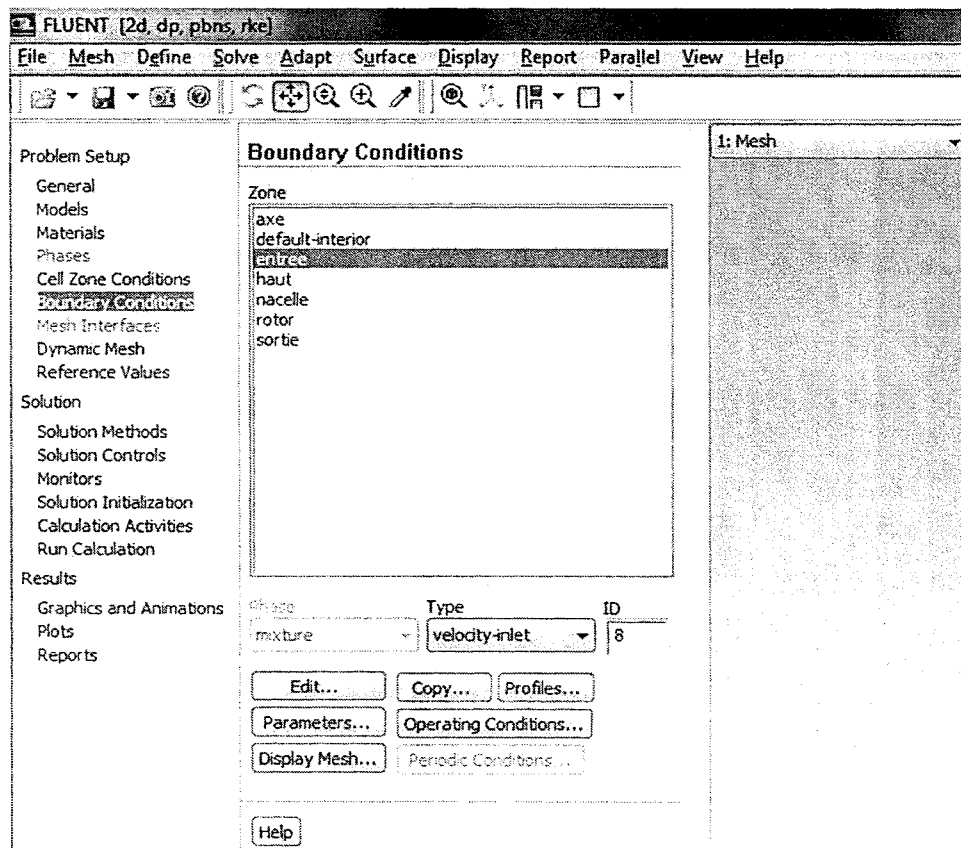 FLUENT [2d, dp, pbns, rke]
File Mesh Define Solve Adapt Surface Display Report Parallel View Help
Problem Setup
General
Models
Materials
Phases
Cell Zone Conditions
Boundary Conditions
Mesh Interfaces
Dynamic Mesh
Reference Values
Solution
Solution Methods
Solution Controls
Monitors
Solution Initialization
Calculation Activities
Run Calculation
Results
Graphics and Animations
Plots
Reports
Boundary Conditions
Zone
axe
default-interior
entree
haut
nacelle
rotor
sortie
Phase
mixture
Type
velocity-inlet
ID
8
Edit...
Copy...
Profiles...
Parameters...
Operating Conditions...
Display Mesh...
Periodic Conditions...
Help
1: Mesh